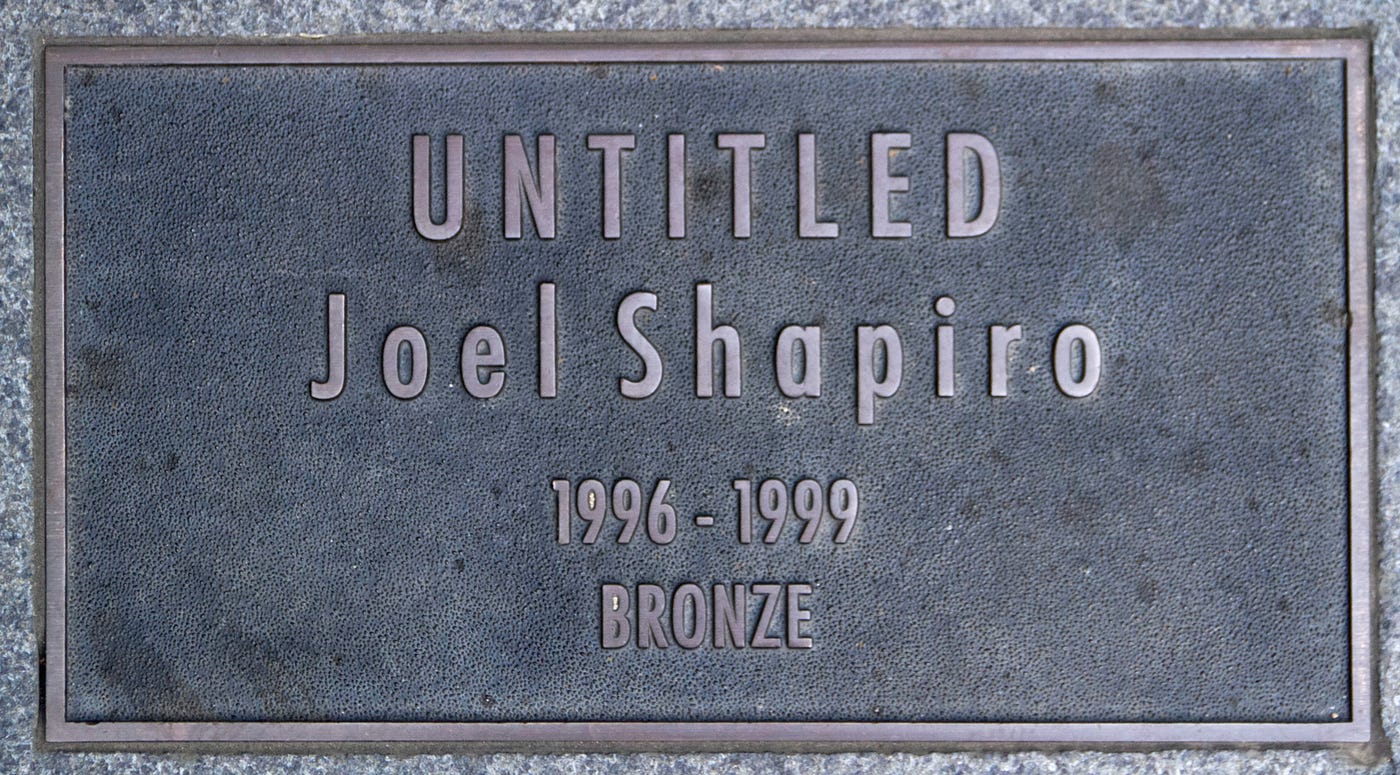 UNTITLED
Joel Shapiro
1996 - 1999
BRONZE